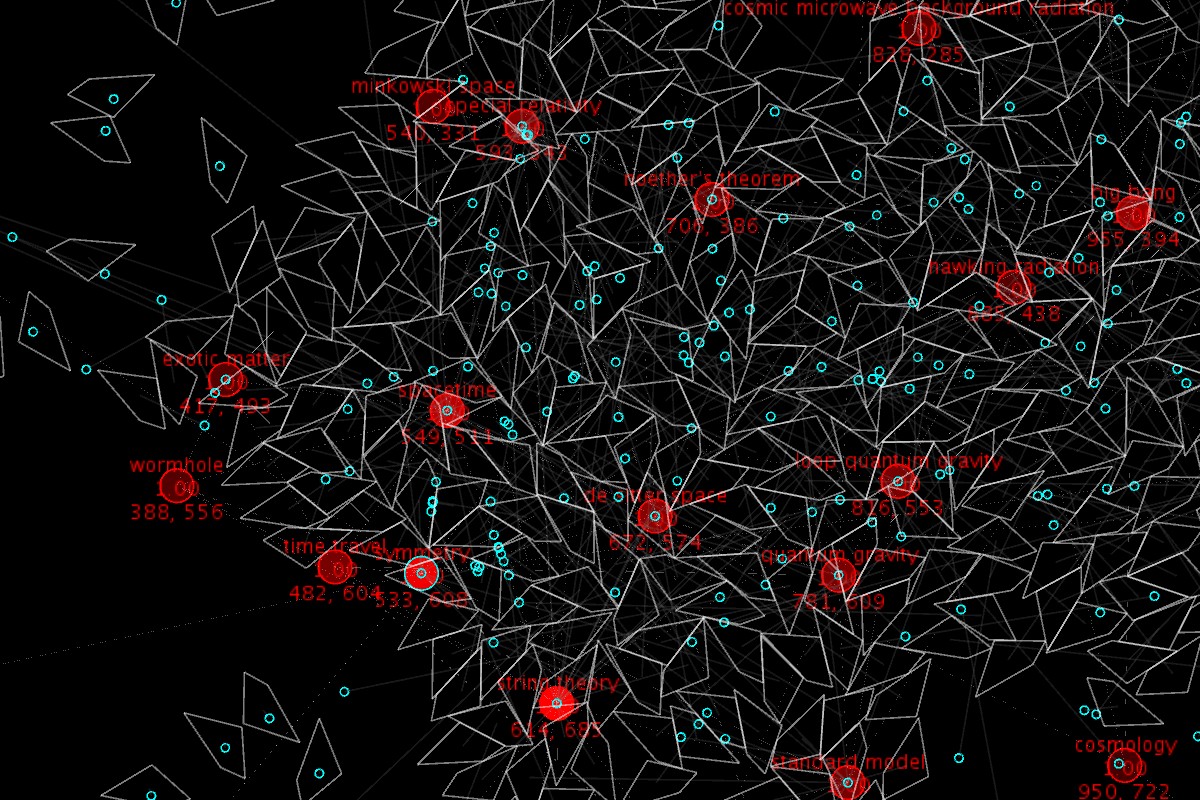 cosmic microwave background radiation
828, 285
minkowski space
540, 331
special relativity
593, 343
noether's theorem
706, 386
big bang
955, 394
hawking radiation
438
exotic matter
417, 493
spacetime
549, 511
wormhole
388, 556
loop quantum gravity
816, 553
de sitter space
672, 574
time travel
482, 604
symmetry
533, 608
quantum gravity
781, 609
string theory
614, 685
standard model
cosmology
950, 722